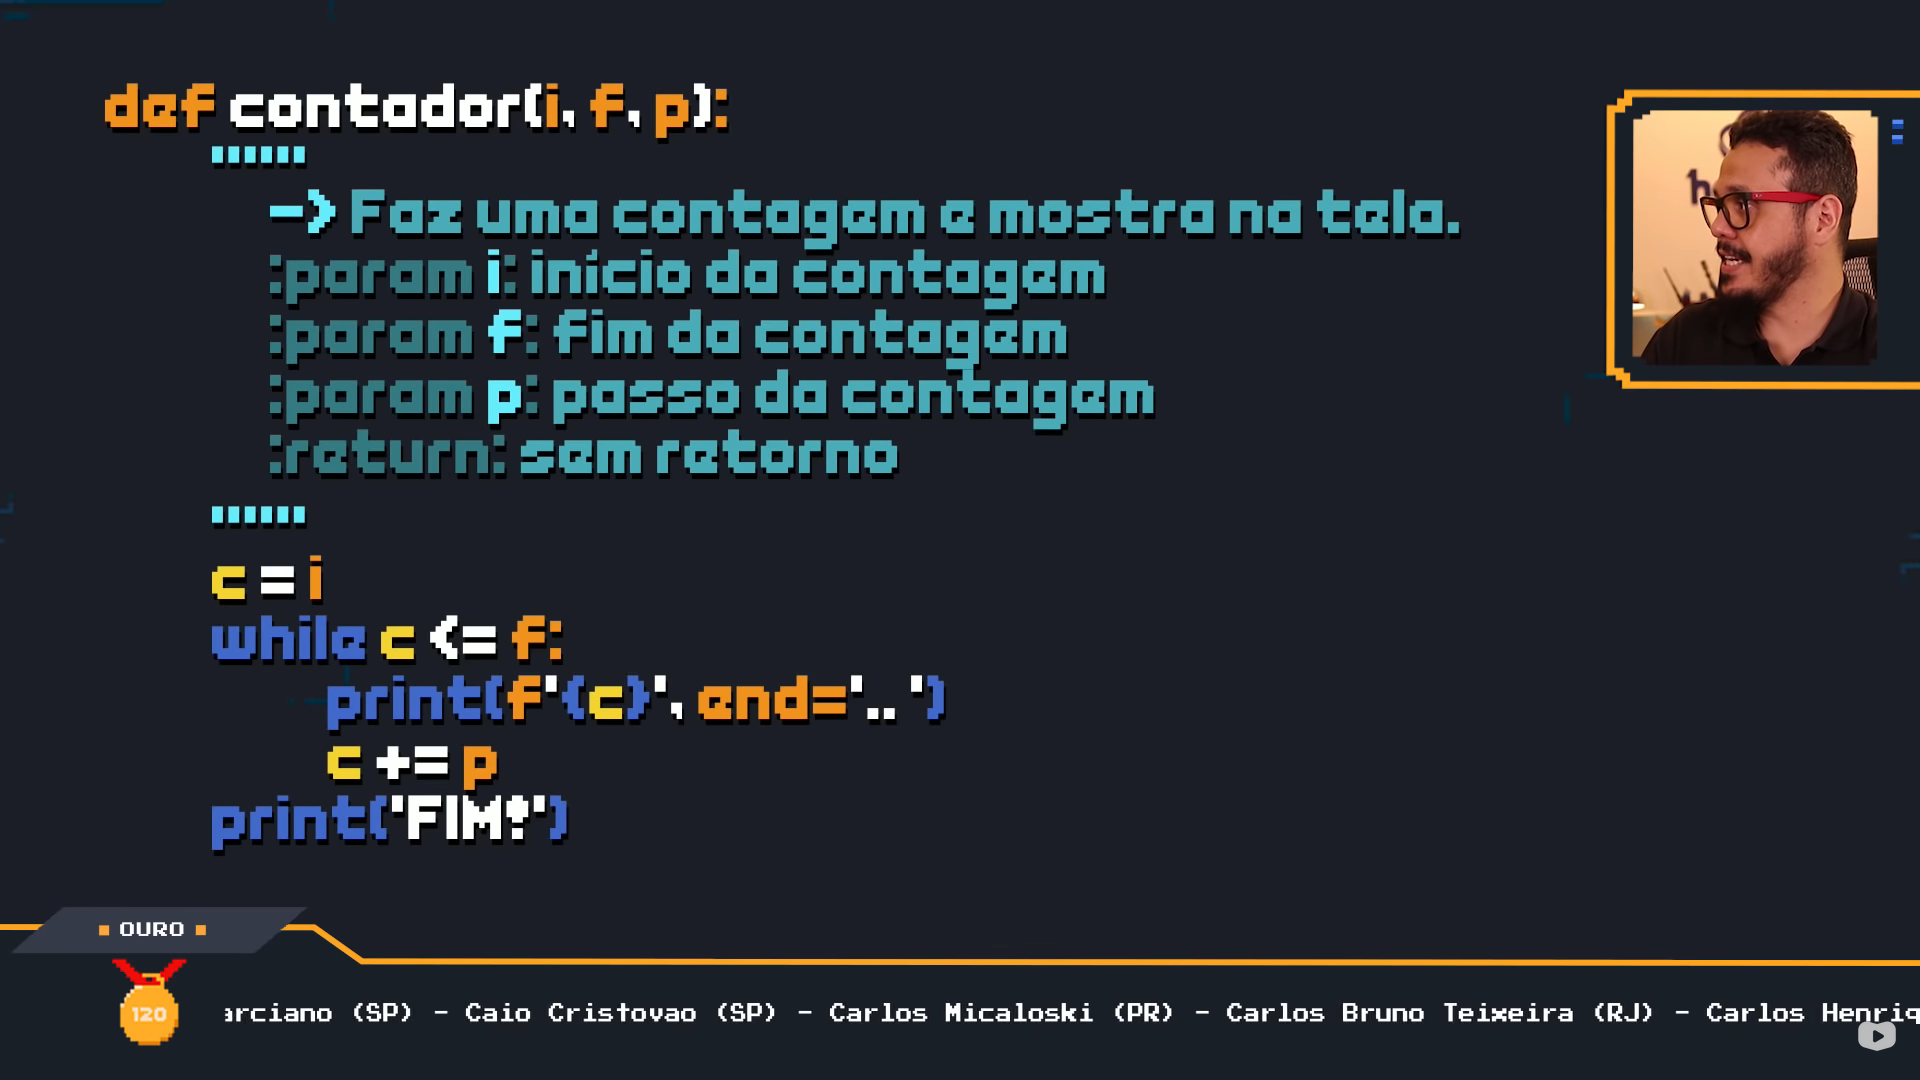 def contador(i, f, p):
"""
-> Faz uma contagem e mostra na tela.
:param i: início da contagem
:param f: fim da contagem
:param p: passo da contagem
:return: sem retorno
"""
c = i
while c <= f:
print(f'{c}', end='.. ')
c += p
print('FIM!')
OURO
120
arciano (SP) - Caio Cristovao (SP) - Carlos Micaloski (PR) - Carlos Bruno Teixeira (RJ) - Carlos Henriq